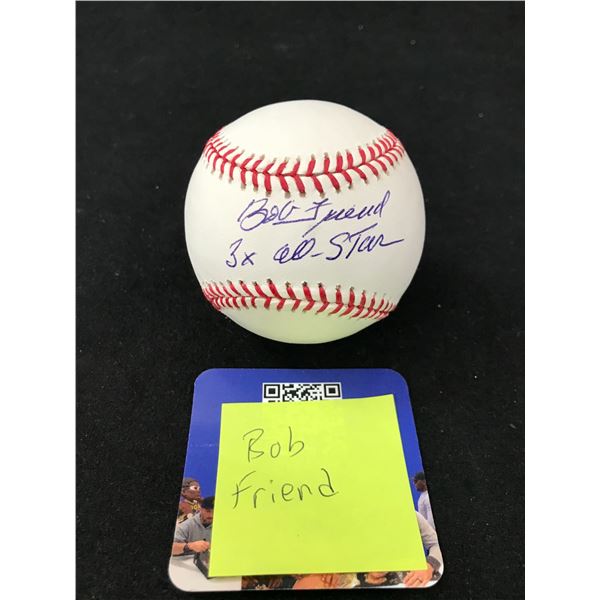 Bob Friend
3x all-Star
Bob
Friend